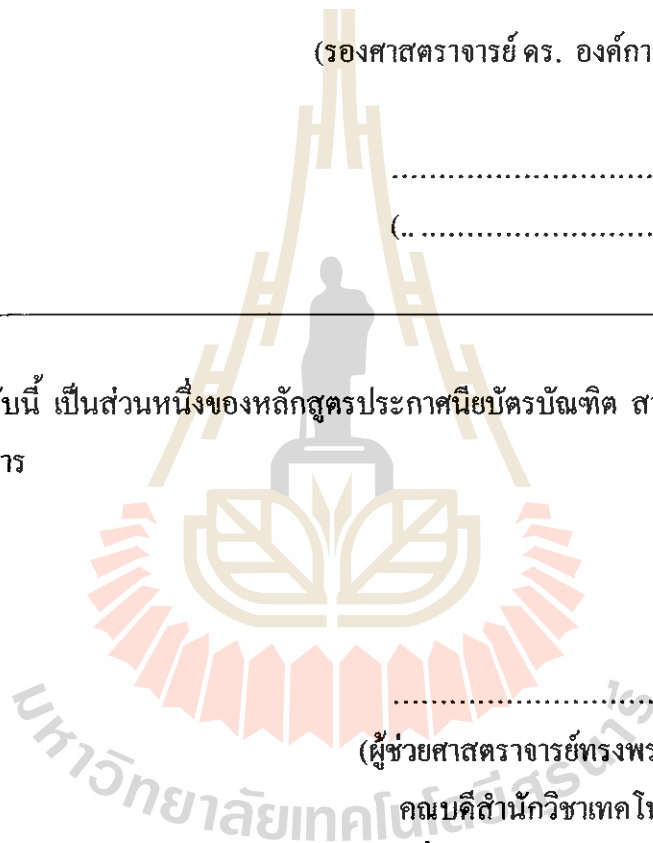 (รองศาสตราจารย์ ดร. องค์กา
(..
บนี้ เป็นส่วนหนึ่งของหลักสูตรประกาศนียบัตรบัณฑิต
าร
(ผู้ช่วยศาสตราจารย์ทรงพร
คณบดีสำนักวิชาเทคโน
มหาวิทยาลัยเทคโนโลยีสุรนาร